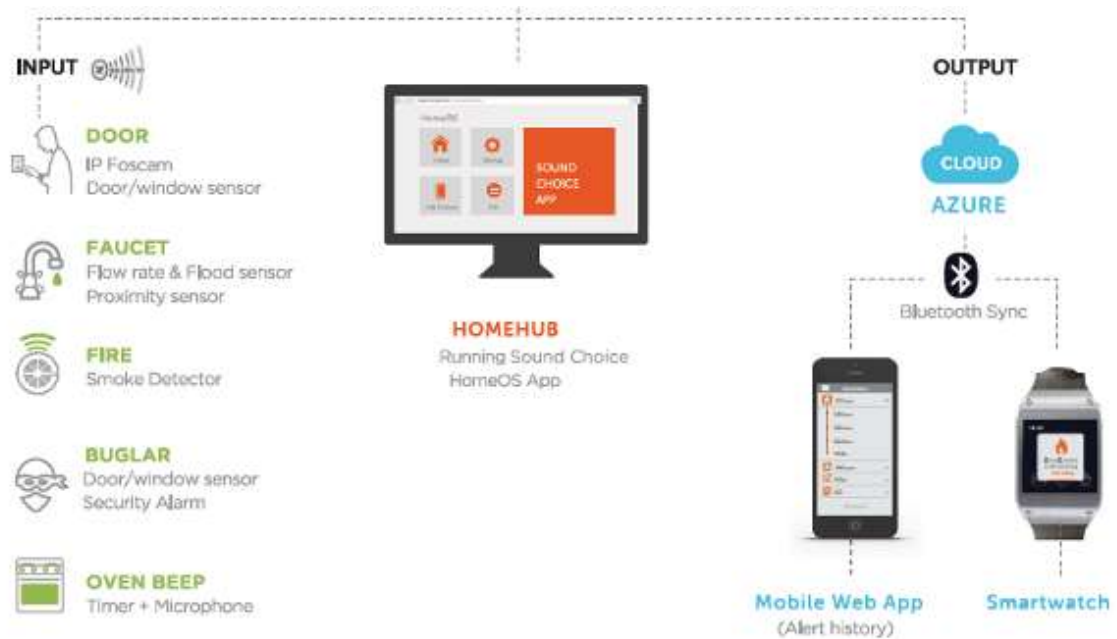 INPUT
DOOR
IP Foscam
Door/window sensor
FAUCET
Flow rate & Flood sensor
Proximity sensor
FIRE
Smoke Detector
BUGLAR
Door/window sensor
Security Alarm
OVEN BEEP
Timer + Microphone
SOUND
CHOICE
APP
HOMEHUB
Running Sound Choice
HomeOS App
OUTPUT
CLOUD
AZURE
Bluetooth Sync
Mobile Web App
(Alert history)
Smartwatch